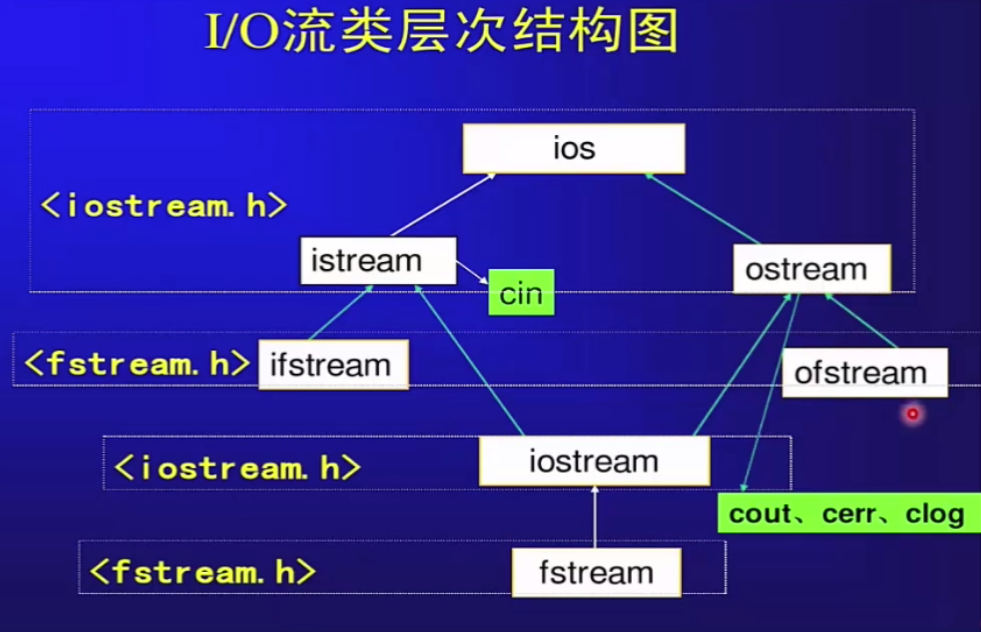 I/O流类层次结构图
ios
<iostream.h>
istream
ostream
cin
<fstream.h>
ifstream
ofstream
<iostream.h>
iostream
cout、cerr、clog
<fstream.h>
fstream